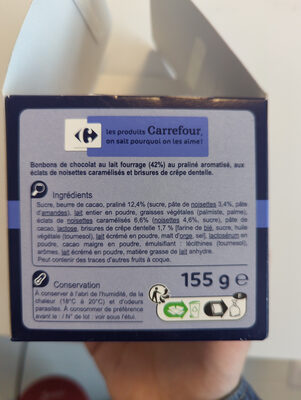 les produits Carrefour,
on sait pourquoi on les aime!
Bonbons de chocolat au lait fourrage (42%) au praliné aromatisé, aux
éclats de noisettes caramélisés et brisures de crêpe dentelle.
Ingrédients
Sucre, beurre de cacao, praliné 12,4% (sucre, pâte de noisettes 3,4%, pâte
d'amandes), lait entier en poudre, graisses végétales (palmiste, palme),
éclats de noisettes caramélisés 6,6% (noisettes 4,6%, sucre), pâte de
cacao, lactose, brisures de crêpe dentelle 1,7 % [farine de blé, sucre, huile
végétale (tournesol), lait écrémé en poudre, malt d'orge, sel], lactosérum en
poudre, cacao maigre en poudre, émulsifiant : lécithines (tournesol),
arômes, lait écrémé en poudre, matière grasse de lait anhydre.
Peut contenir des traces d'autres fruits à coque.
Conservation
À conserver à l'abri de l'humidité, de la
chaleur (18°C à 20°C) et d'odeurs
parasites. À consommer de préférence
avant le : / N° de lot voir sous l'étui.
155 g e